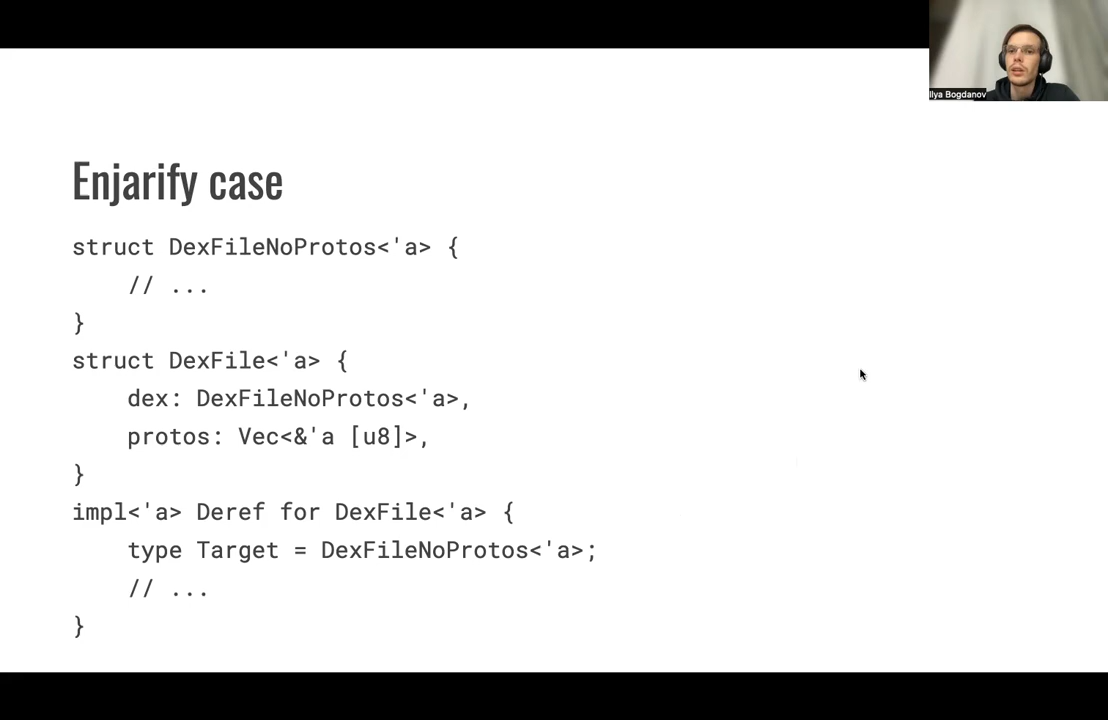 Ilya Bogdanov
Enjarify case
struct DexFileNoProtos<'a> {
    // ...
}
struct DexFile<'a> {
    dex: DexFileNoProtos<'a>,
    protos: Vec<&'a [u8]>,
}
impl<'a> Deref for DexFile<'a> {
    type Target = DexFileNoProtos<'a>;
    // ...
}